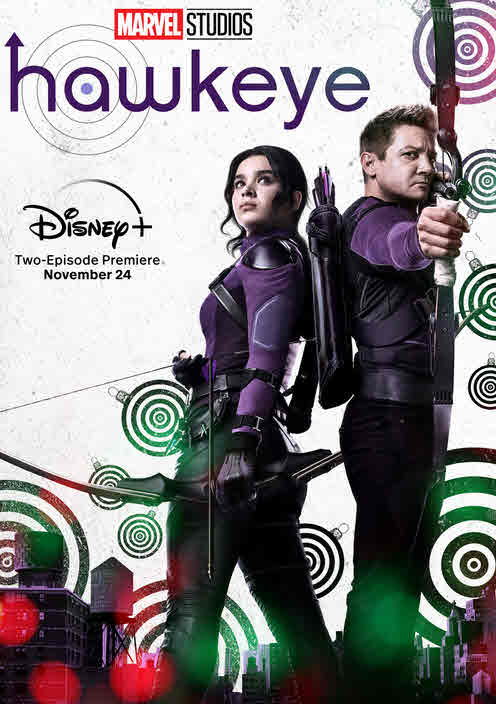 MARVEL STUDIOS
hawkeye
Disney+
Two-Episode Premiere
November 24